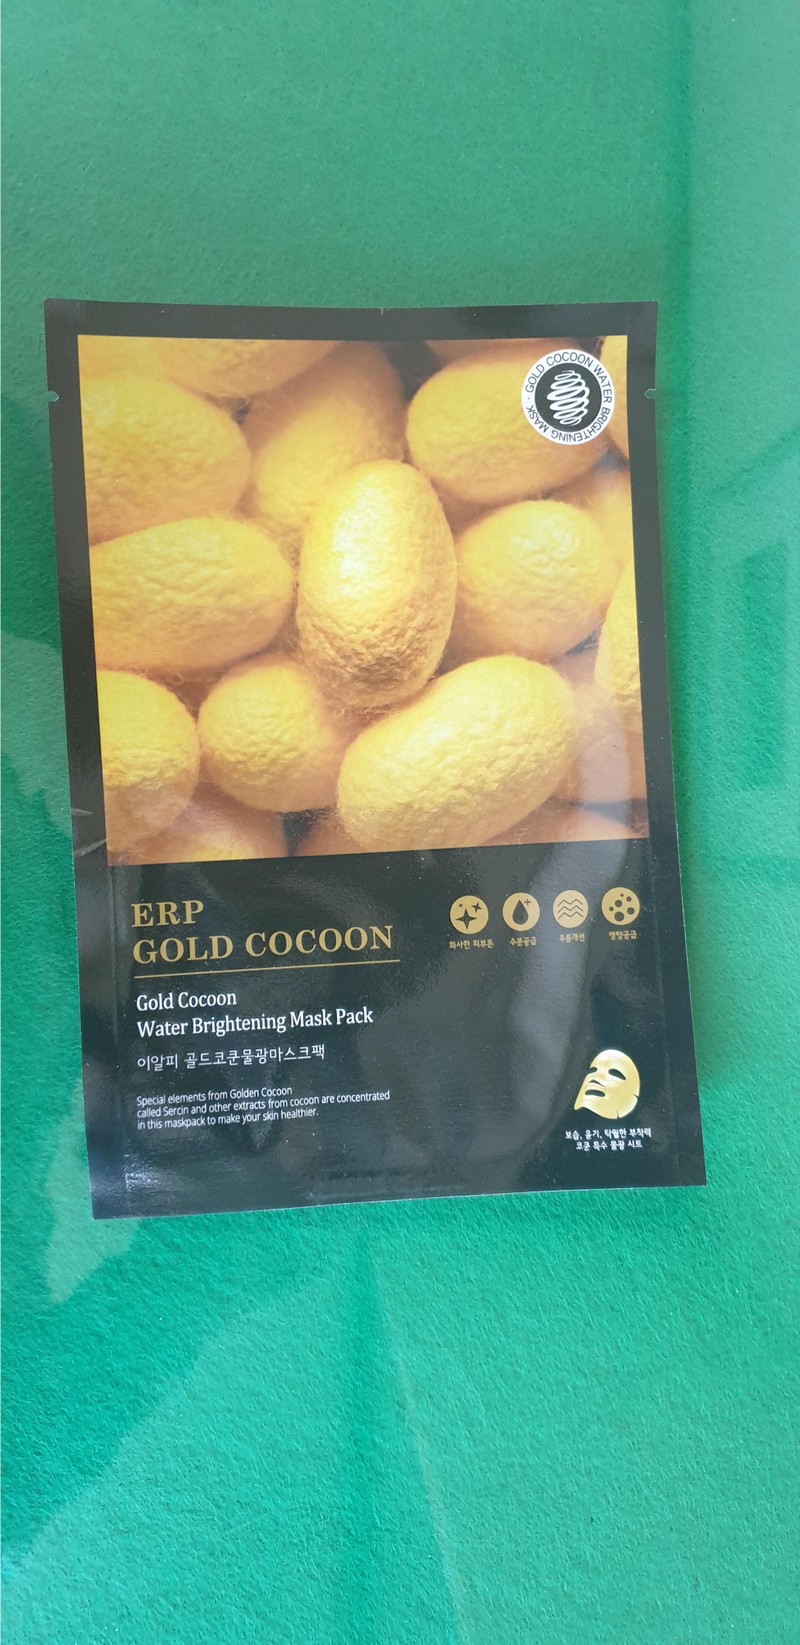 GOLD COCOON WATER BRIGHTENING MASK ·
ERP
GOLD COCOON
화사한 피부톤
수분공급
주름개선
영양공급
Gold Cocoon
Water Brightening Mask Pack
이알피 골드코쿤물광마스크팩
Special elements from Golden Cocoon
called Sercin and other extracts from cocoon are concentrated
in this maskpack to make your skin healthier.
보습, 윤기, 탁월한 부착력
코쿤 특수 물광 시트